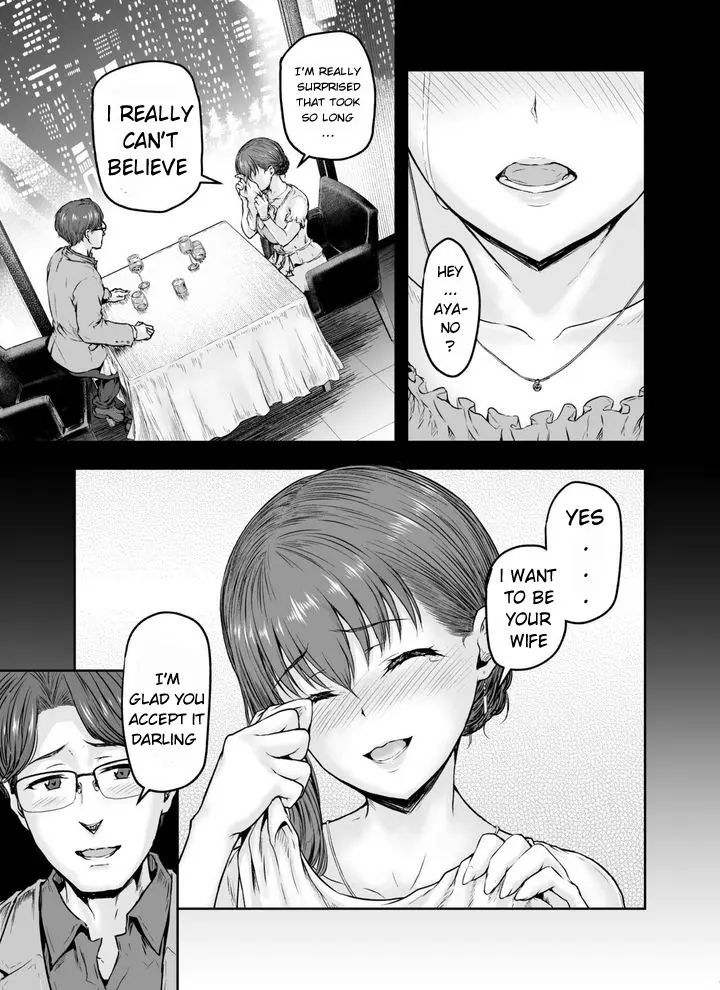 HEY
...
AYA-
NO
?
I'M REALLY
SURPRISED
THAT TOOK
SO LONG
...
I REALLY
CAN'T
BELIEVE
YES
...
I WANT
TO BE
YOUR
WIFE
I'M
GLAD YOU
ACCEPT IT
DARLING